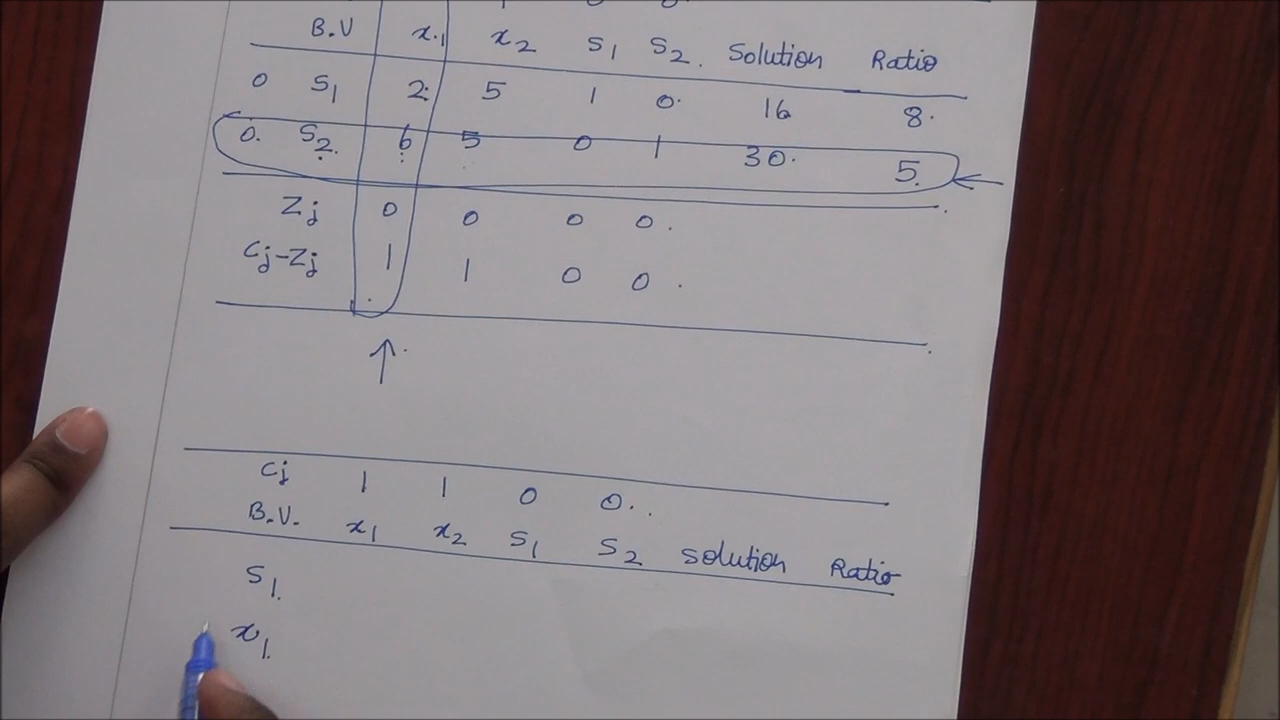 B.V x1 x2 S1 S2. Solution Ratio
0 S1 2 5 1 0. 16 8.
0. S2. 6 5 0 1 30. 5.
Zj 0 0 0 0.
Cj-Zj 1 1 0 0.
Cj 1 1 0 0..
B.V. x1 x2 S1 S2 Solution Ratio
S1.
x1.